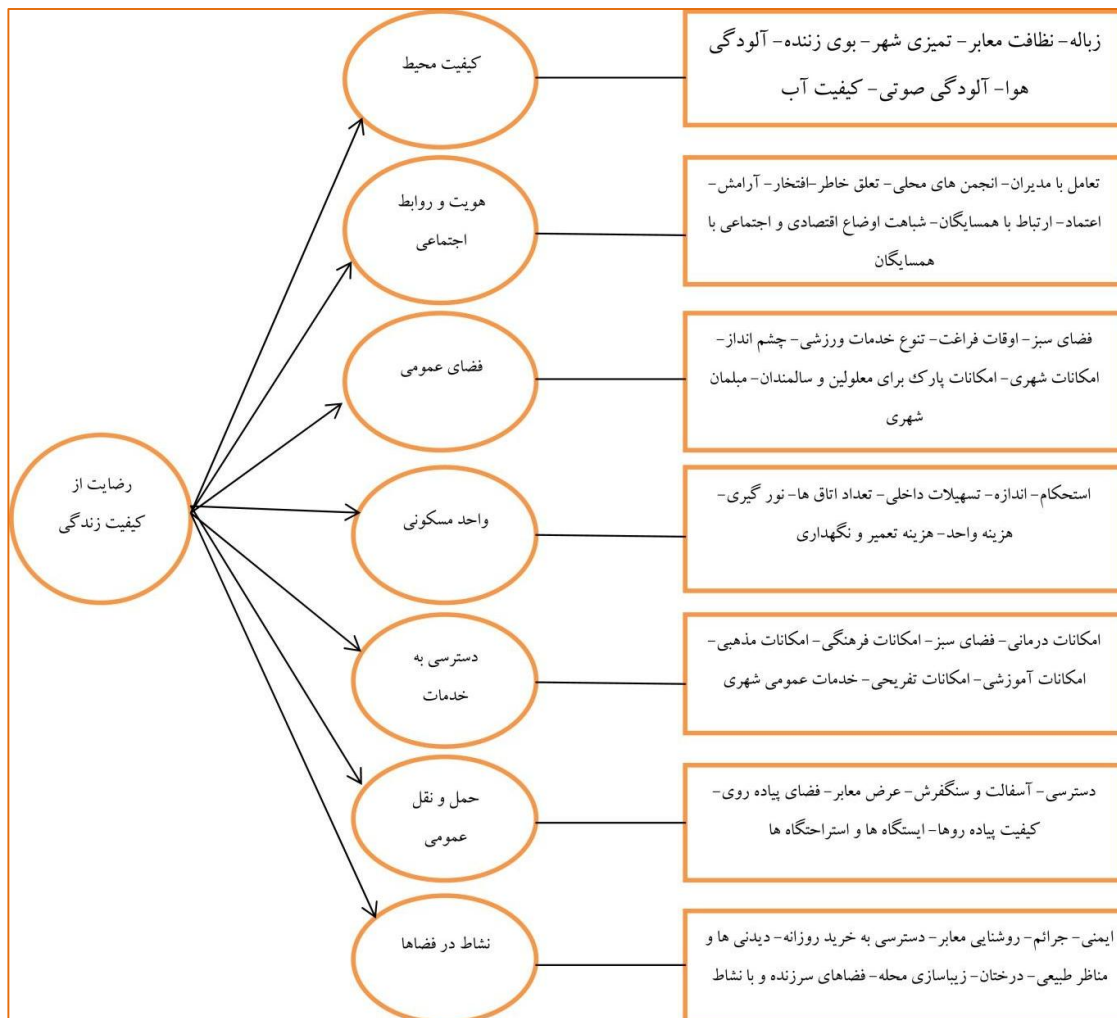 رضایت از
کیفیت زندگی
کیفیت محیط
زباله- نظافت معابر- تمیزی شهر- بوی زننده- آلودگی
هوا- آلودگی صوتی- کیفیت آب
هویت و روابط
اجتماعی
تعامل با مدیران- انجمن های محلی- تعلق خاطر-افتخار- آرامش-
اعتماد- ارتباط با همسایگان- شباهت اوضاع اقتصادی و اجتماعی با
همسایگان
فضای عمومی
فضای سبز- اوقات فراغت- تنوع خدمات ورزشی- چشم انداز-
امکانات شهری- امکانات پارک برای معلولین و سالمندان- مبلمان
شهری
واحد مسکونی
استحکام- اندازه- تسهیلات داخلی- تعداد اتاق ها- نور گیری-
هزینه واحد- هزینه تعمیر و نگهداری
دسترسی به
خدمات
امکانات درمانی- فضای سبز- امکانات فرهنگی- امکانات مذهبی-
امکانات آموزشی- امکانات تفریحی- خدمات عمومی شهری
حمل و نقل
عمومی
دسترسی- آسفالت و سنگفرش- عرض معابر- فضای پیاده روی-
کیفیت پیاده روها- ایستگاه ها و استراحتگاه ها
نشاط در فضاها
ایمنی- جرائم- روشنایی معابر- دسترسی به خرید روزانه- دیدنی ها و
مناظر طبیعی- درختان- زیباسازی محله- فضاهای سرزنده و با نشاط